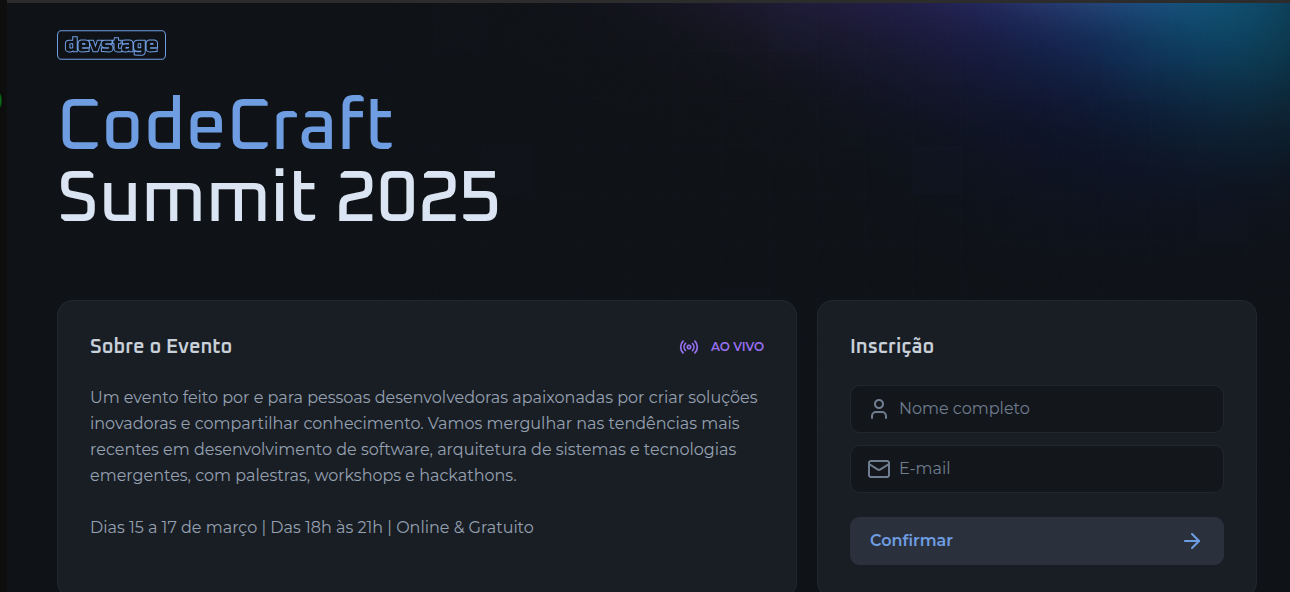 devstage
CodeCraft
Summit 2025
Sobre o Evento
AO VIVO
Um evento feito por e para pessoas desenvolvedoras apaixonadas por criar soluções
inovadoras e compartilhar conhecimento. Vamos mergulhar nas tendências mais
recentes em desenvolvimento de software, arquitetura de sistemas e tecnologias
emergentes, com palestras, workshops e hackathons.
Dias 15 a 17 de março | Das 18h às 21h | Online & Gratuito
Inscrição
Nome completo
E-mail
Confirmar